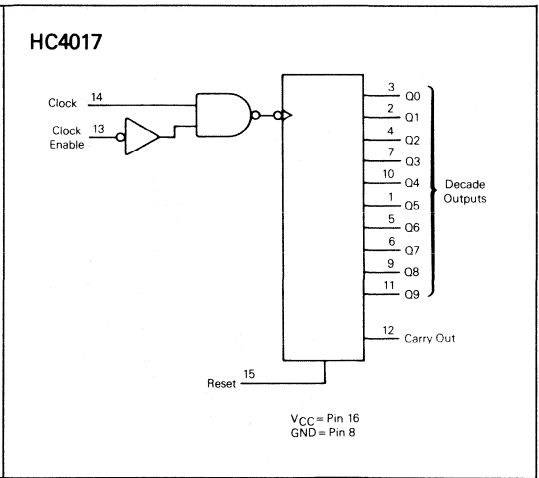 HC4017
Clock 14
Clock
Enable 13
3 Q0
2 Q1
4 Q2
7 Q3
10 Q4
1 Q5
5 Q6
6 Q7
9 Q8
11 Q9
Decade
Outputs
12 Carry Out
Reset 15
VCC = Pin 16
GND = Pin 8